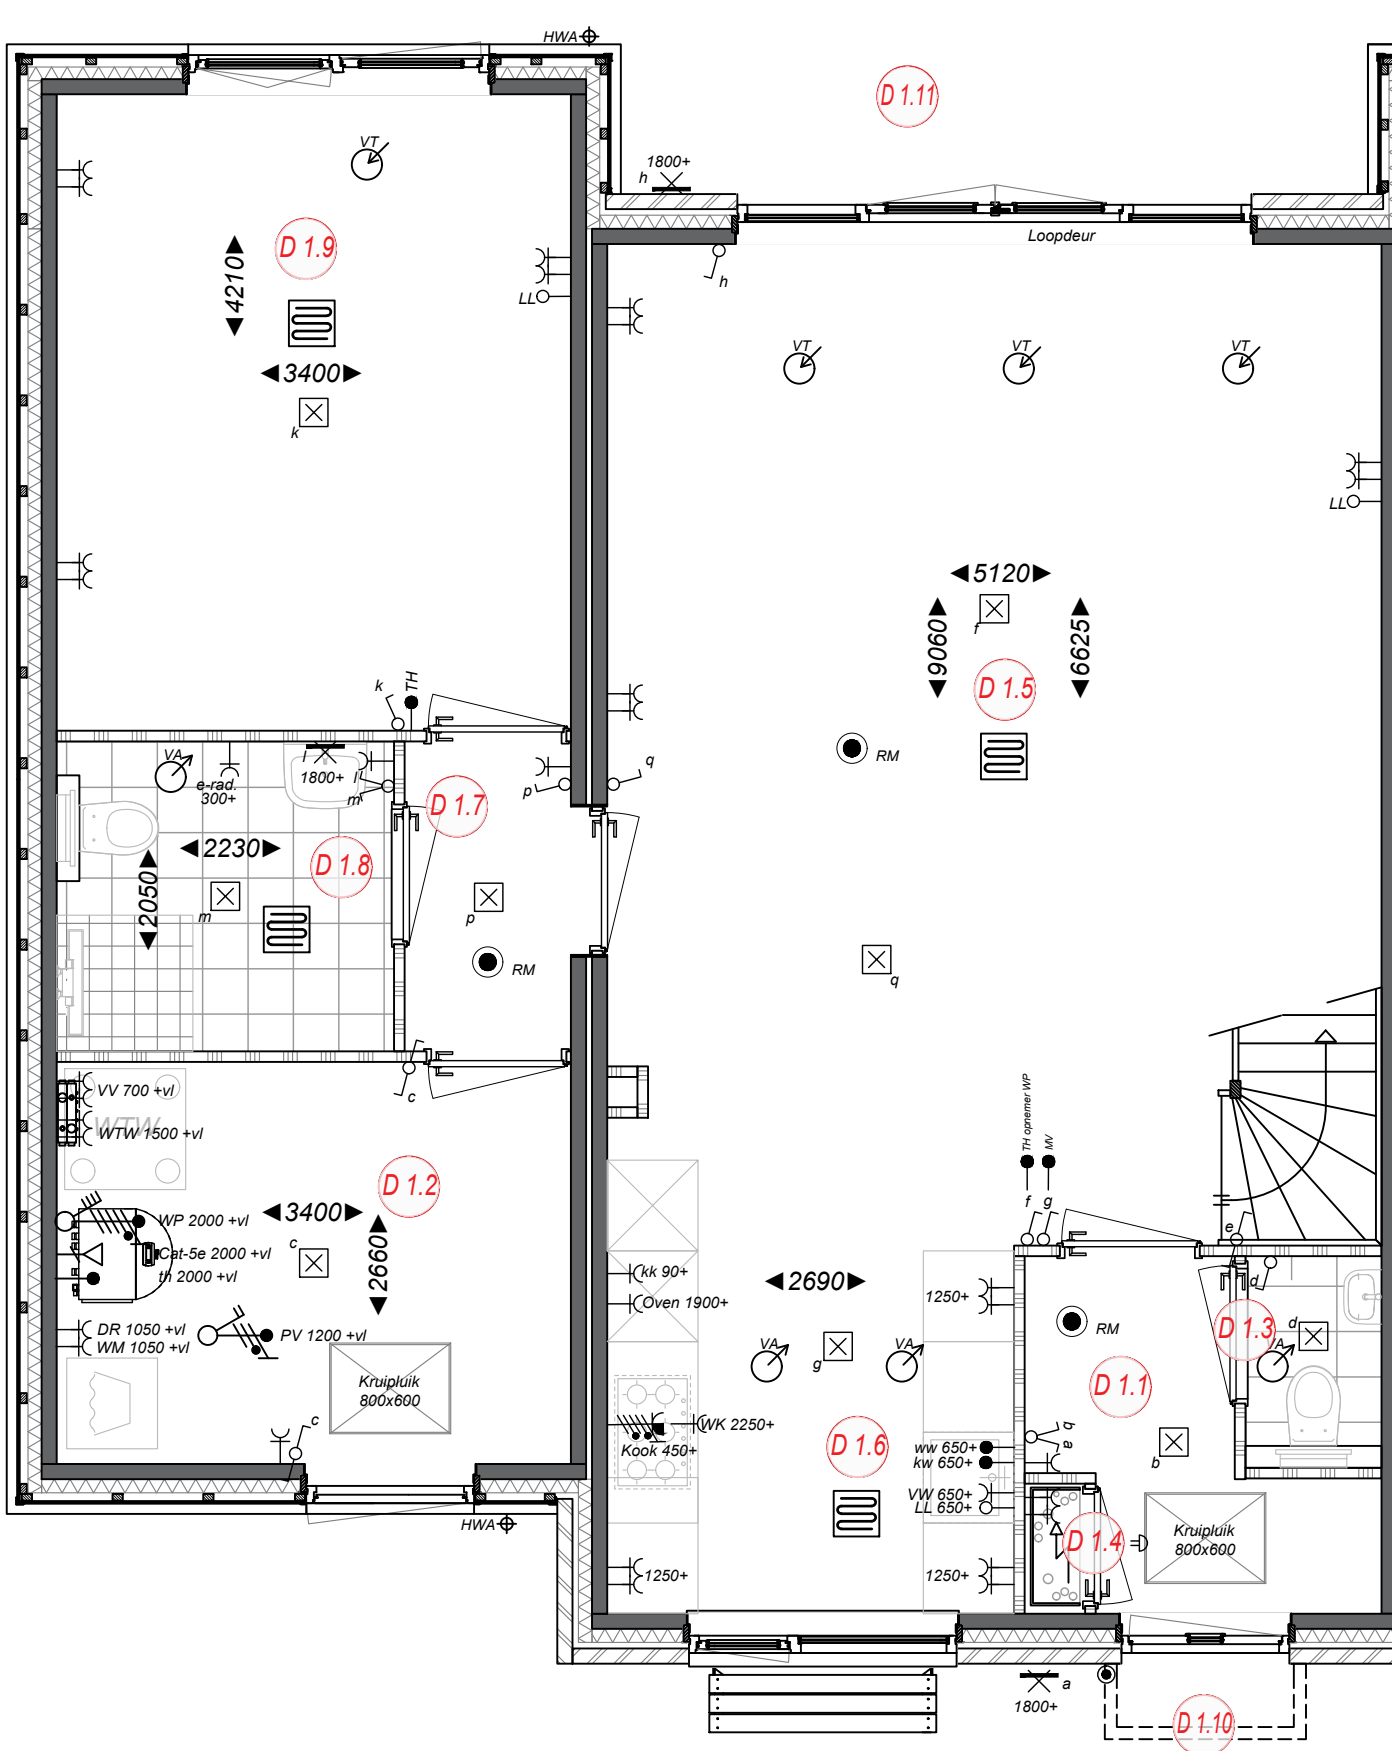 HWA
D 1.11
VT
1800+
h
Loopdeur
D 1.9
4210
h
LL
3400
k
VT
VT
VT
LL
5120
f
9060
6625
D 1.5
k
TH
RM
VA
e-rad.
300+
l
1800+
l
m
p
q
D 1.7
2230
D 1.8
2050
m
p
RM
q
c
VV 700 +vl
WTW
WTW 1500 +vl
TH opnemer WP
MV
D 1.2
3400
WP 2000 +vl
c
Cat-5e 2000 +vl
2660
th 2000 +vl
f
g
e
kk 90+
Oven 1900+
2690
1250+
d
DR 1050 +vl
WM 1050 +vl
PV 1200 +vl
g
VA
VA
RM
D 1.3
d
VA
Kruipluik
800x600
D 1.1
c
WK 2250+
Kook 450+
D 1.6
ww 650+
kw 650+
b
a
b
VW 650+
LL 650+
HWA
D 1.4
Kruipluik
800x600
1250+
1250+
a
1800+
D 1.10